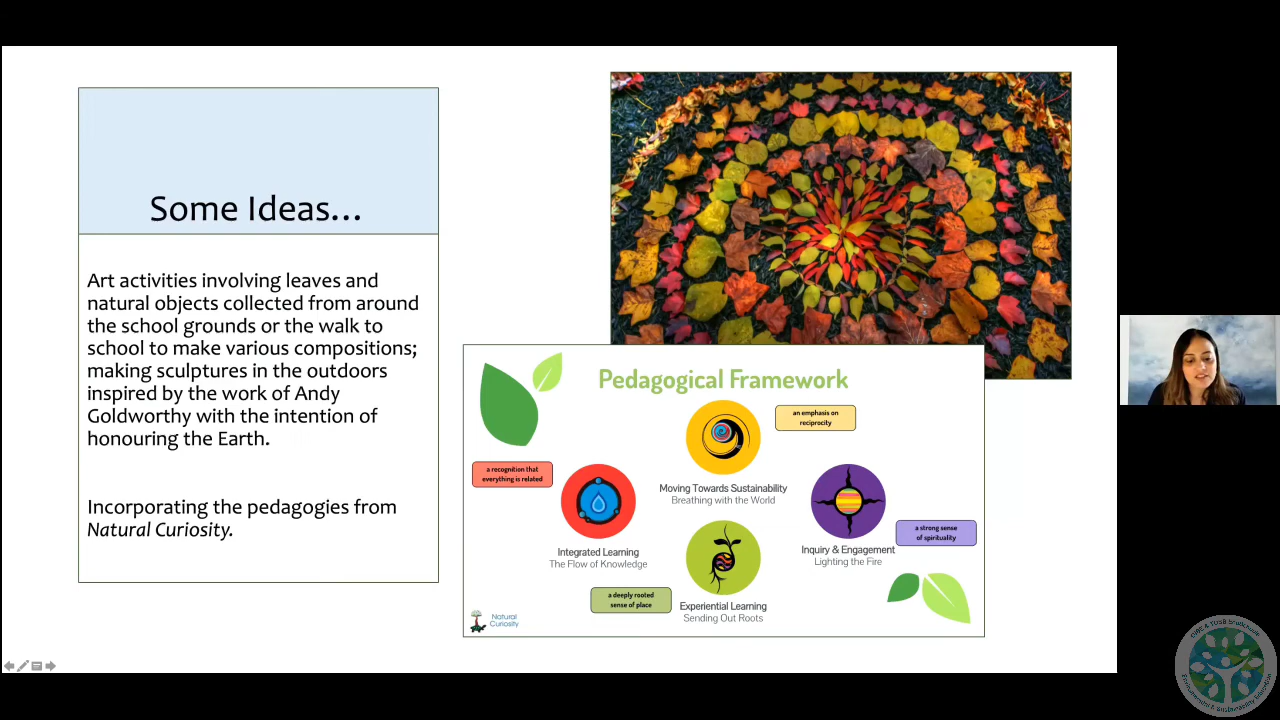 Some Ideas...
Art activities involving leaves and
natural objects collected from around
the school grounds or the walk to
school to make various compositions;
making sculptures in the outdoors
inspired by the work of Andy
Goldworthy with the intention of
honouring the Earth.
Incorporating the pedagogies from
Natural Curiosity.
Pedagogical Framework
an emphasis on
reciprocity
a recognition that
everything is related
Moving Towards Sustainability
Breathing with the World
Integrated Learning
The Flow of Knowledge
a strong sense
of spirituality
Inquiry & Engagement
Lighting the Fire
a deeply rooted
sense of place
Experiential Learning
Sending Out Roots
Natural
Curiosity